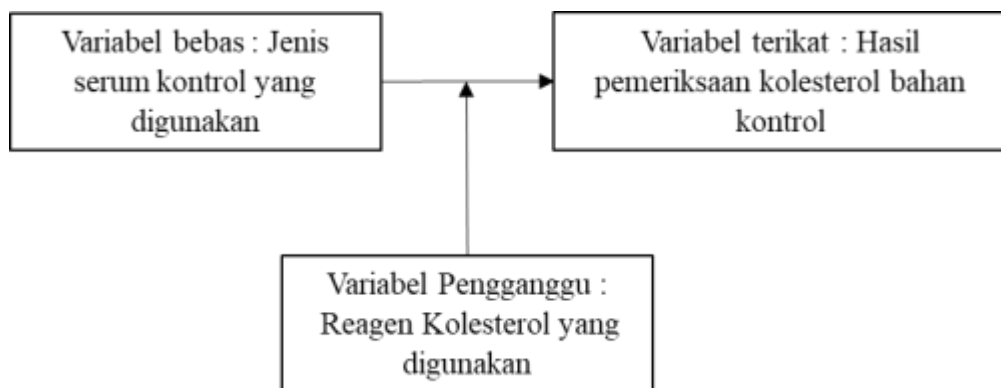 Variabel bebas : Jenis
serum kontrol yang
digunakan
Variabel terikat : Hasil
pemeriksaan kolesterol bahan
kontrol
Variabel Pengganggu :
Reagen Kolesterol yang
digunakan